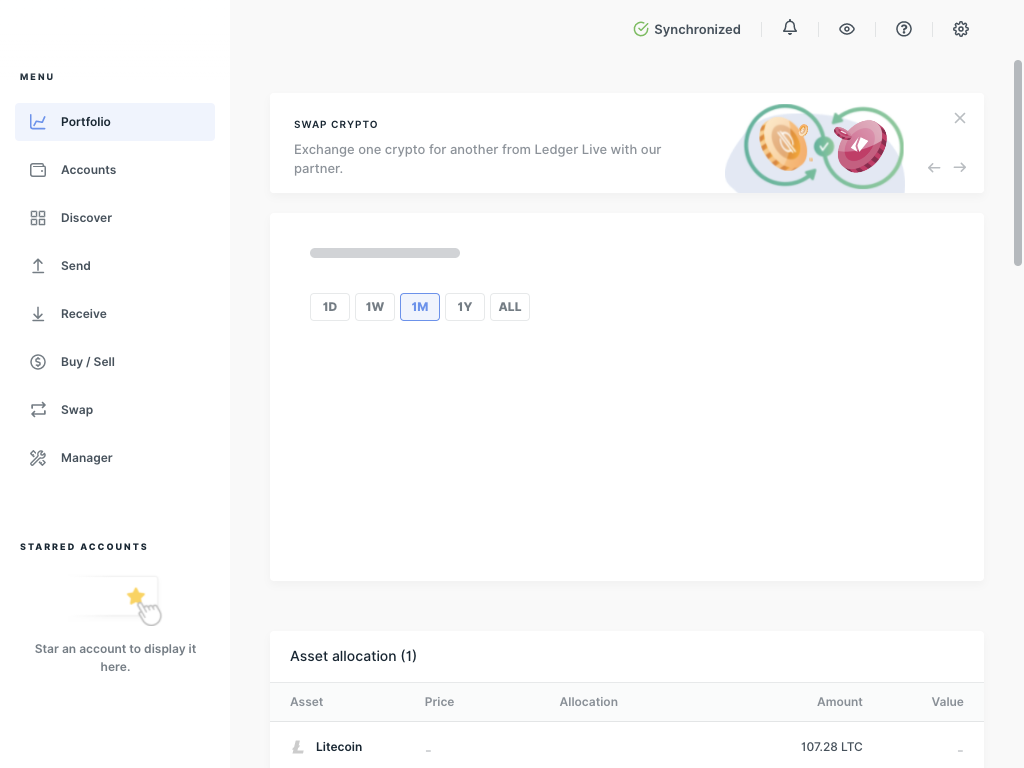 Synchronized
MENU
Portfolio
Accounts
Discover
Send
Receive
Buy / Sell
Swap
Manager
STARRED ACCOUNTS
Star an account to display it
here.
SWAP CRYPTO
Exchange one crypto for another from Ledger Live with our
partner.
1D 1W 1M 1Y ALL
Asset allocation (1)
Asset Price Allocation Amount Value
Litecoin – 107.28 LTC –